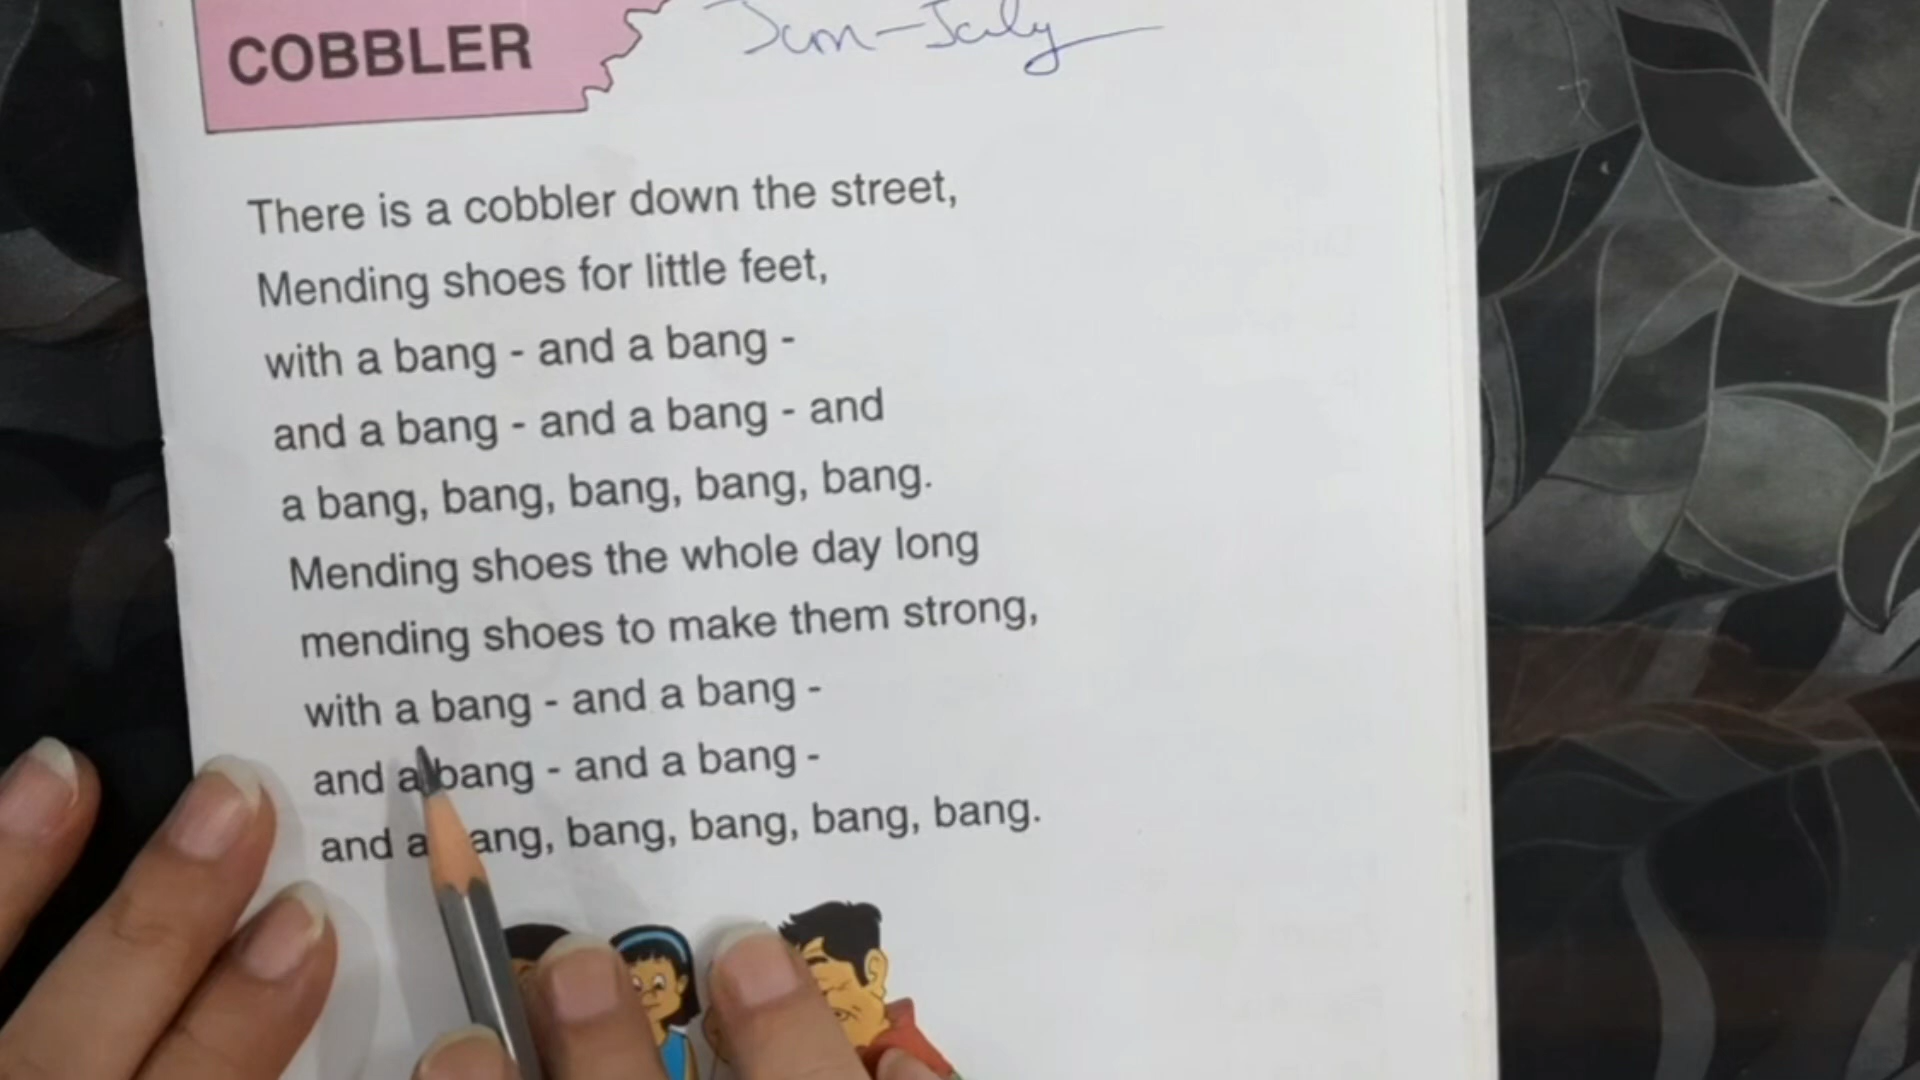 COBBLER
There is a cobbler down the street,
Mending shoes for little feet,
with a bang - and a bang -
and a bang - and a bang - and
a bang, bang, bang, bang, bang.
Mending shoes the whole day long
mending shoes to make them strong,
with a bang - and a bang -
and a bang - and a bang -
and a bang, bang, bang, bang, bang.